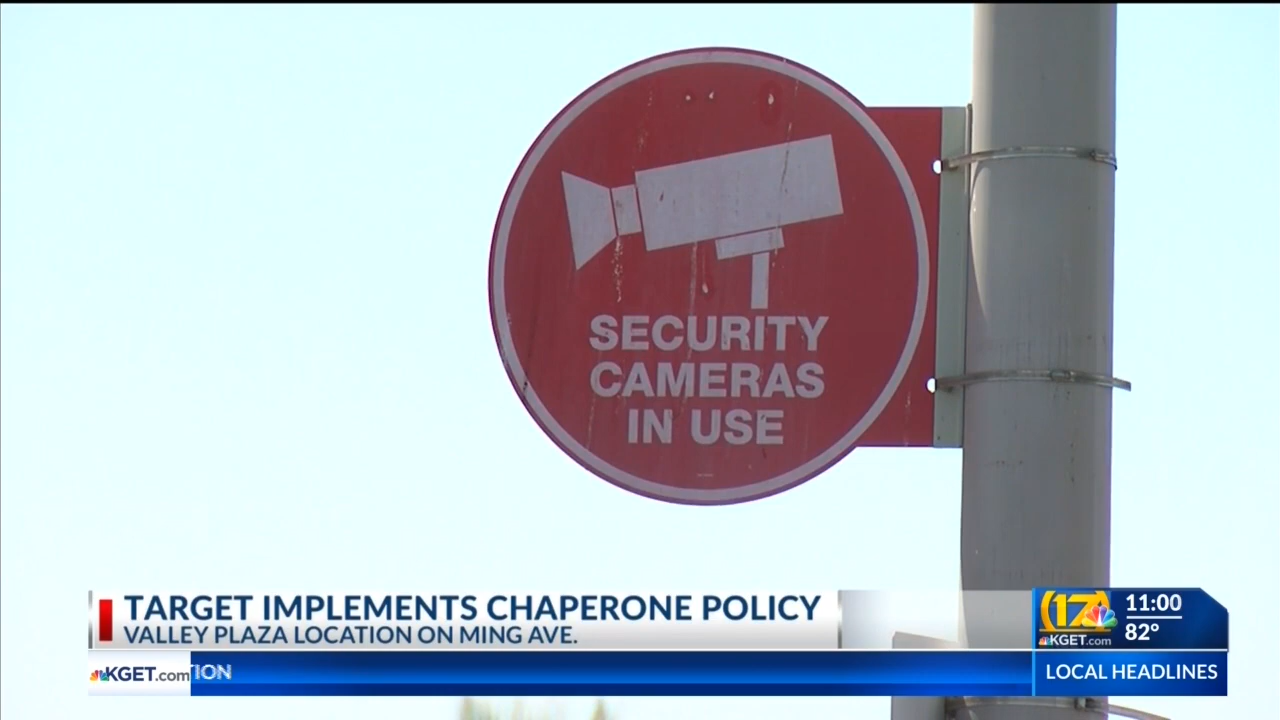 SECURITY
CAMERAS
IN USE
TARGET IMPLEMENTS CHAPERONE POLICY
VALLEY PLAZA LOCATION ON MING AVE.
17
KGET.com
11:00
82°
KGET.com
TION
LOCAL HEADLINES